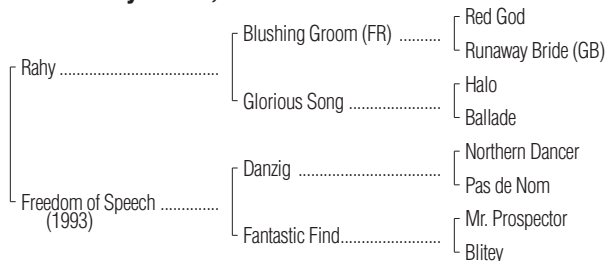 Rahy ......................................
Blushing Groom (FR) ..........
Red God
Runaway Bride (GB)
Glorious Song ......................
Halo
Ballade
Freedom of Speech ..............
(1993)
Danzig ..................................
Northern Dancer
Pas de Nom
Fantastic Find........................
Mr. Prospector
Blitey